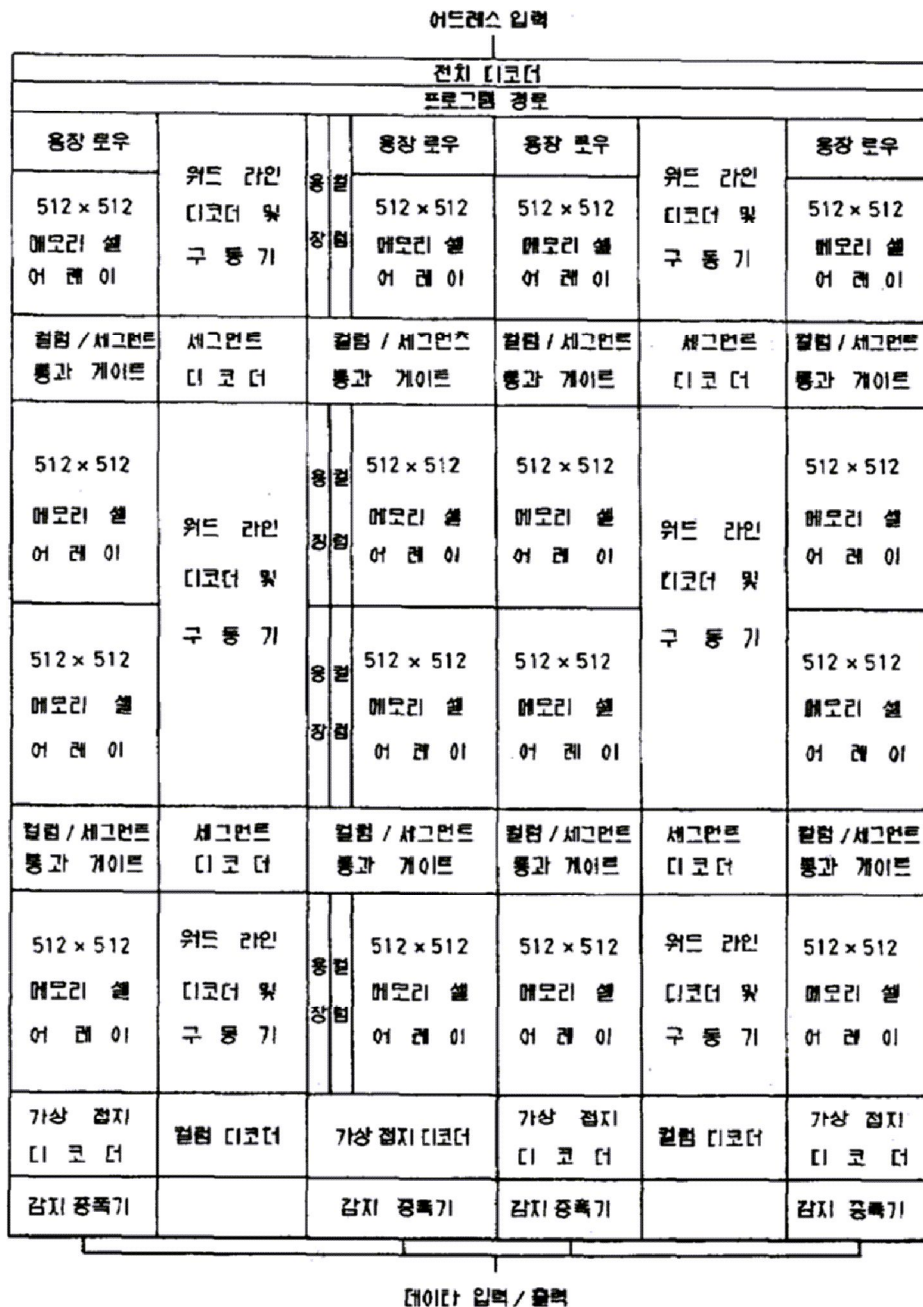 어드레스 입력
전치 디코더
프로그램 경로
용장 로우
용장 로우
용장 로우
용장 로우
512 × 512
메모리 셀
어 레 이
워드 라인
디코더 및
구 동 기
용 컬
장 럼
512 × 512
메모리 셀
어 레 이
512 × 512
메모리 셀
어 레 이
워드 라인
디코더 및
구 동 기
512 × 512
메모리 셀
어 레 이
컬럼 / 세그먼트
통과 게이트
세그먼트
디 코 더
컬럼 / 세그먼츠
통과 게이트
컬럼 / 세그먼트
통과 게이트
세그먼트
디 코 더
컬럼 / 세그먼트
통과 게이트
512 × 512
메모리 셀
어 레 이
워드 라인
디코더 및
구 동 기
용 컬
장 럼
512 × 512
메모리 셀
어 레 이
512 × 512
메모리 셀
어 레 이
워드 라인
디코더 및
구 동 기
512 × 512
메모리 셀
어 레 이
512 × 512
메모리 셀
어 레 이
용 컬
장 럼
512 × 512
메모리 셀
어 레 이
512 × 512
메모리 셀
어 레 이
512 × 512
메모리 셀
어 레 이
컬럼 / 세그먼트
통과 게이트
세그먼트
디 코 더
컬럼 / 세그먼트
통과 게이트
컬럼 / 세그먼트
통과 게이트
세그먼트
디 코 더
컬럼 / 세그먼트
통과 게이트
512 × 512
메모리 셀
어 레 이
워드 라인
디코더 및
구 동 기
용 컬
장 럼
512 × 512
메모리 셀
어 레 이
512 × 512
메모리 셀
어 레 이
워드 라인
디코더 및
구 동 기
512 × 512
메모리 셀
어 레 이
가상 접지
디 코 더
컬럼 디코더
가상 접지 디코더
가상 접지
디 코 더
컬럼 디코더
가상 접지
디 코 더
감지 증폭기
감지 증폭기
감지 증폭기
감지 증폭기
데이타 입력 / 출력